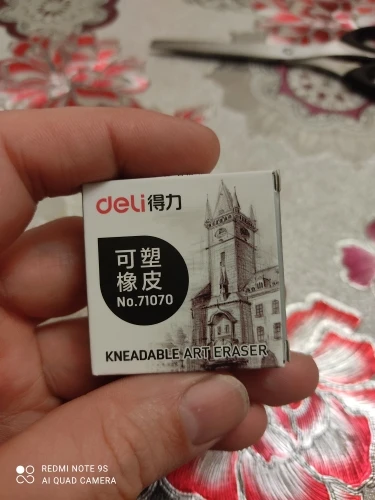 deli得力
可塑
橡皮
No.71070
KNEADABLE ART ERASER
REDMI NOTE 9S
AI QUAD CAMERA